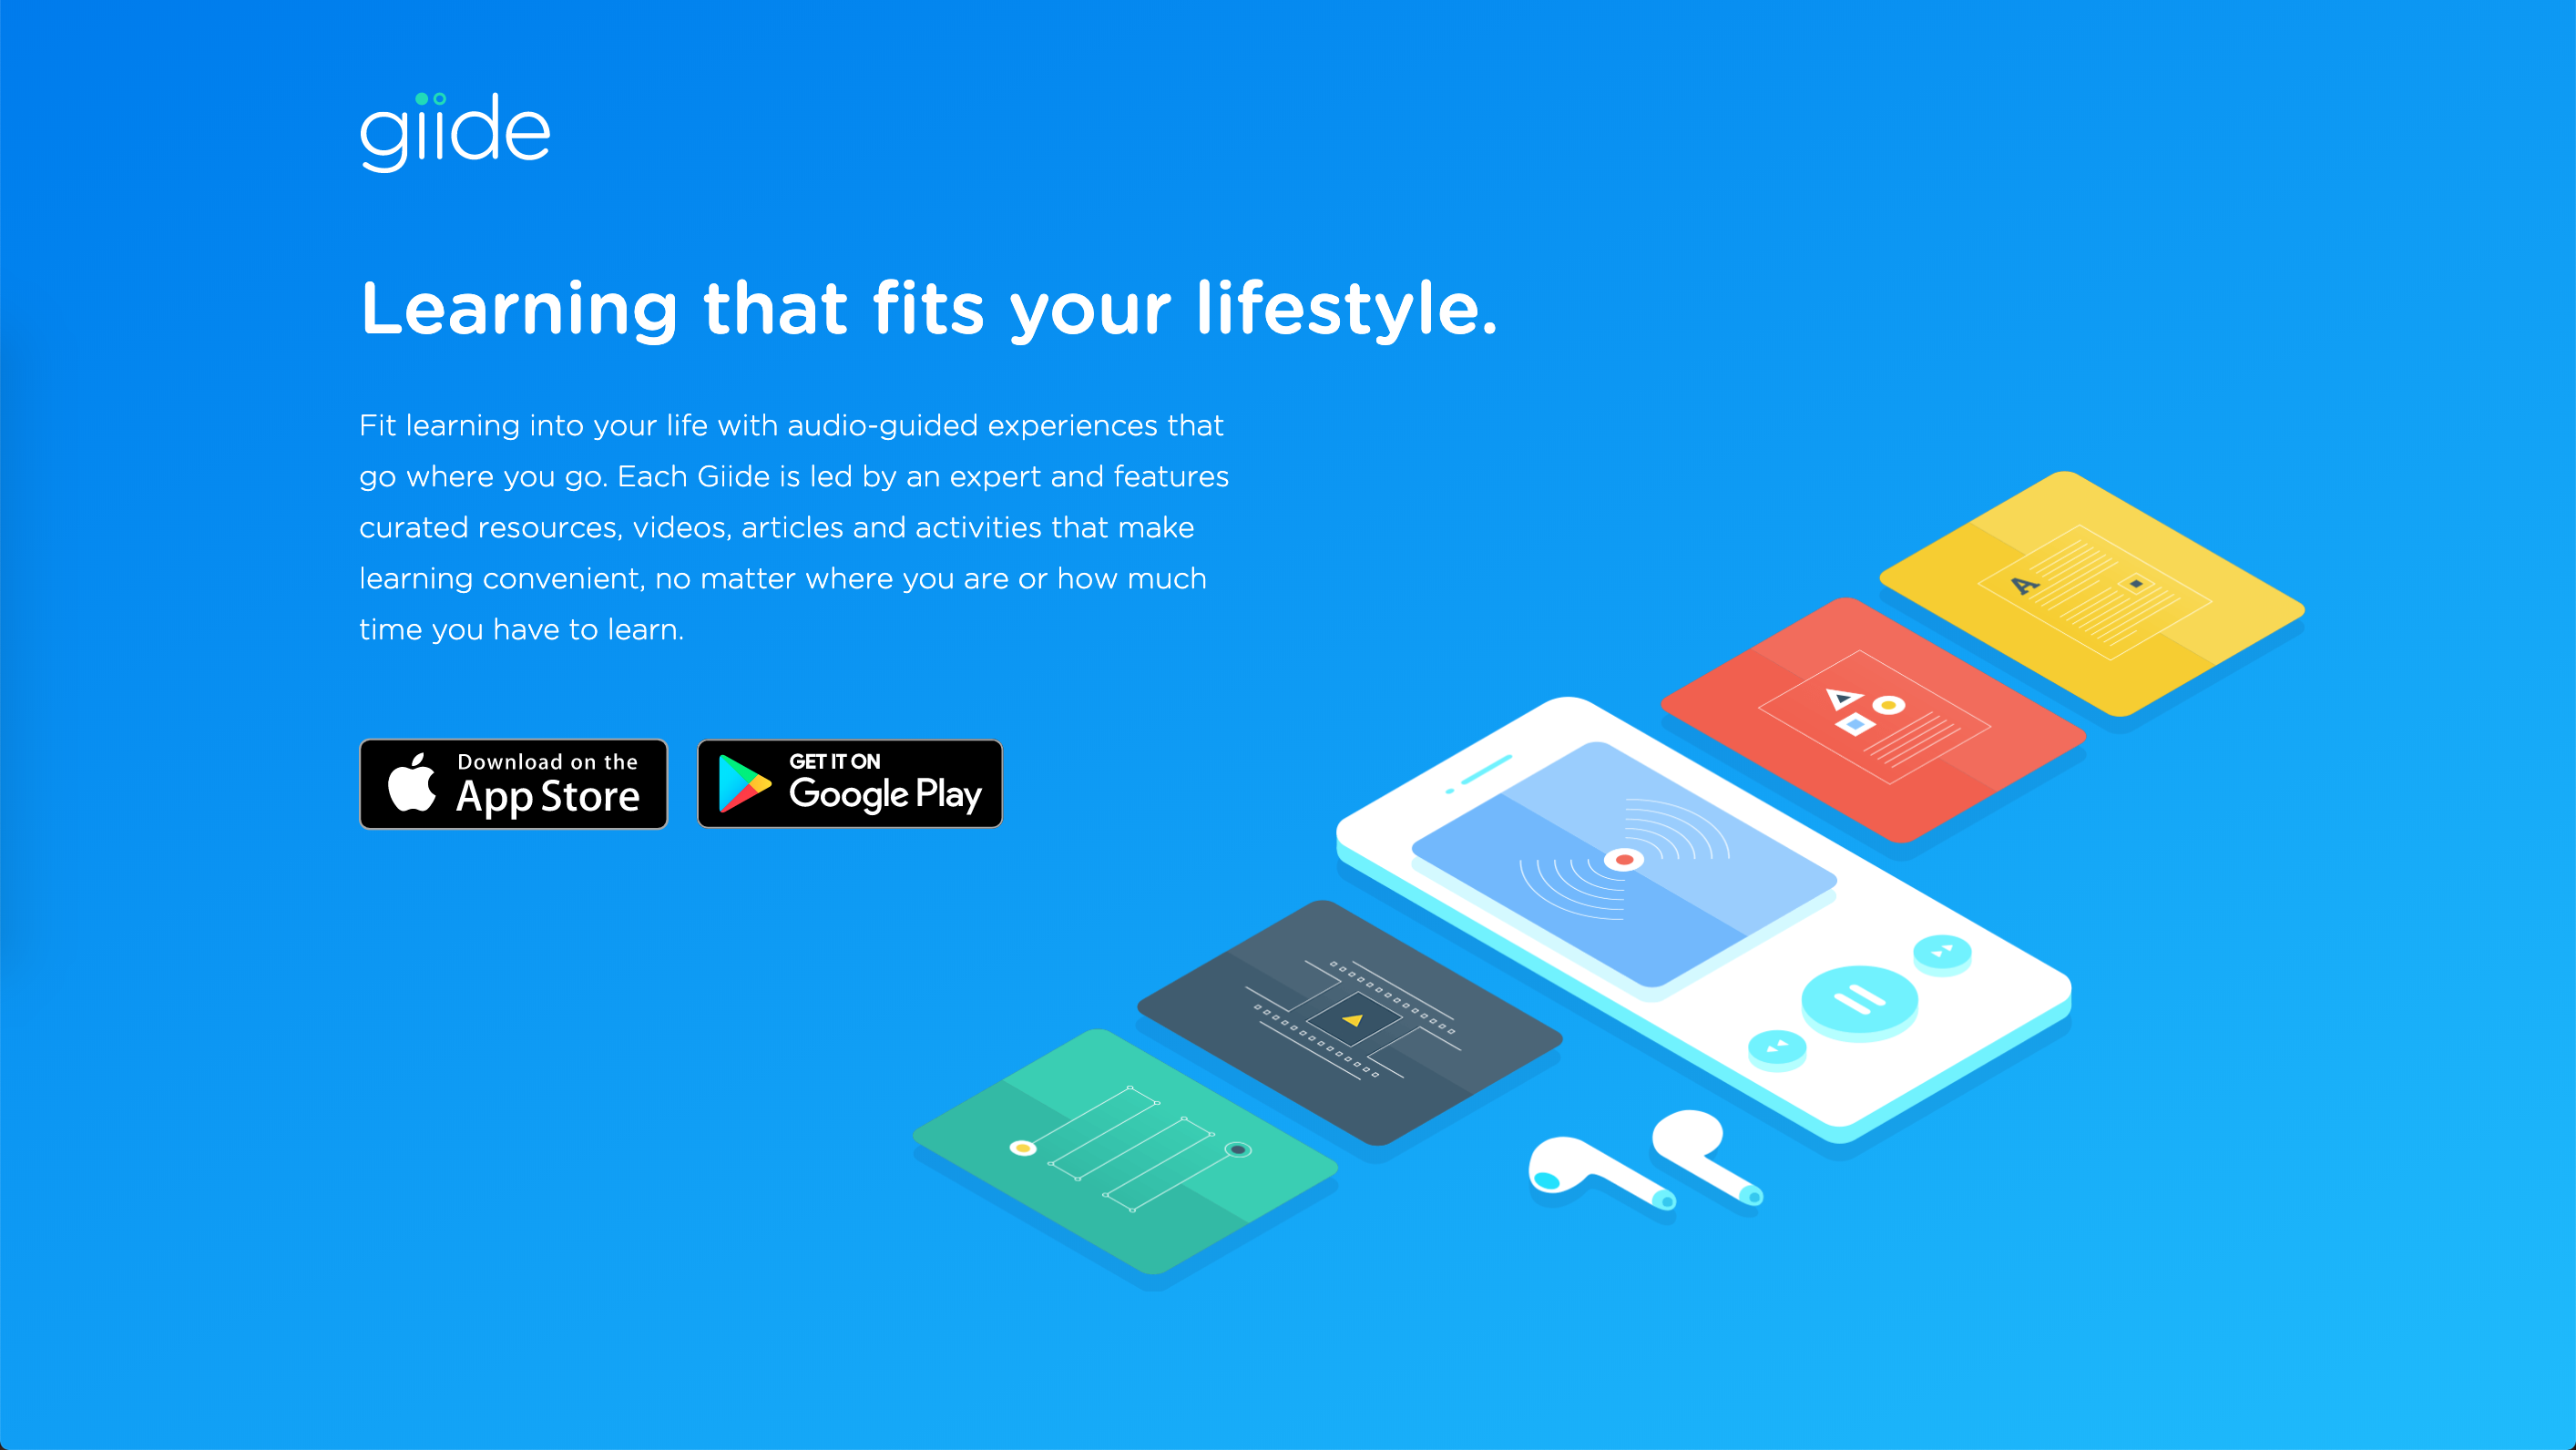 giide
Learning that fits your lifestyle.
Fit learning into your life with audio-guided experiences that
go where you go. Each Giide is led by an expert and features
curated resources, videos, articles and activities that make
learning convenient, no matter where you are or how much
time you have to learn.
Download on the
App Store
GET IT ON
Google Play
A